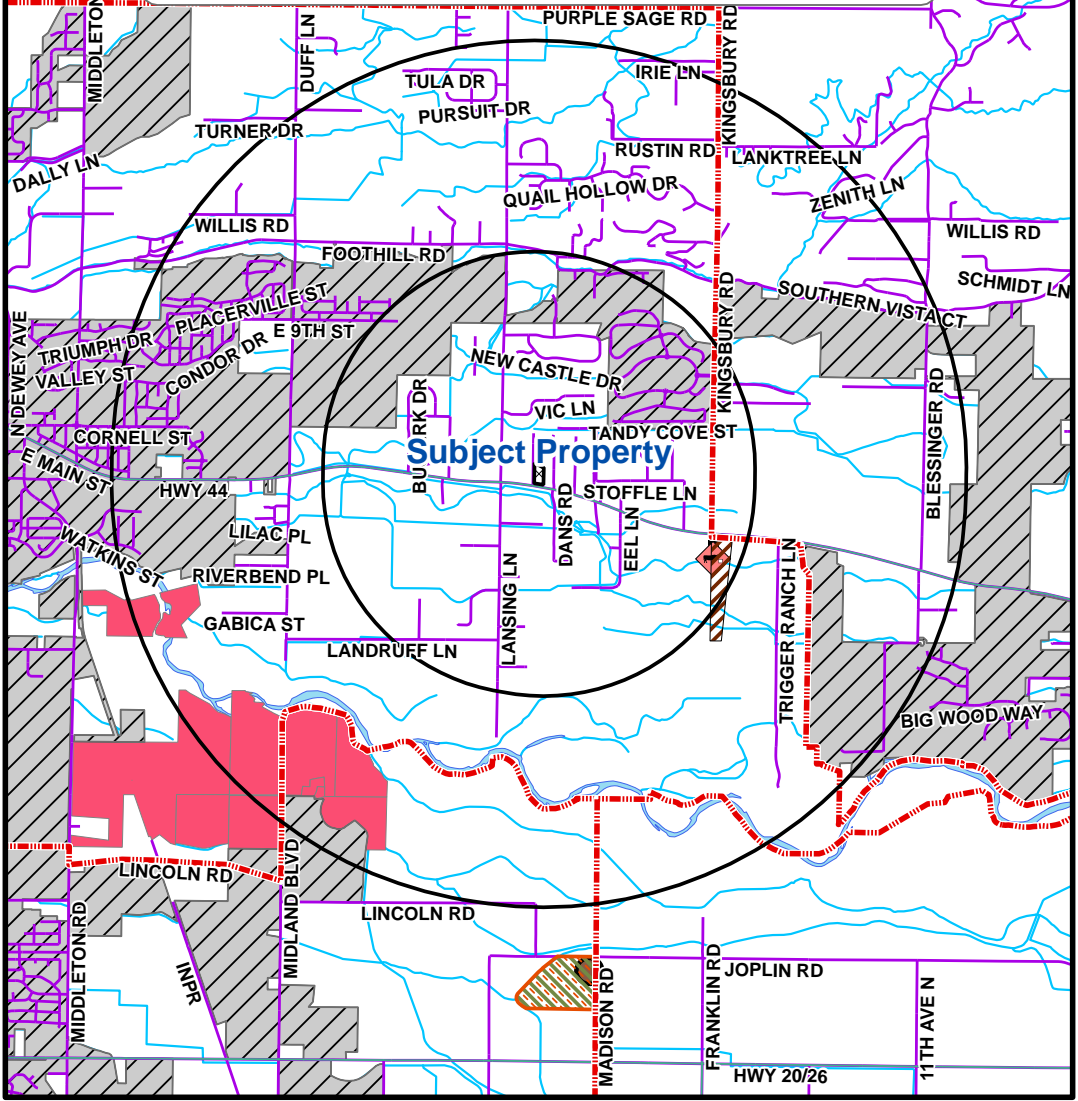 PURPLE SAGE RD
MIDDLETON
DUFF LN
KINGSBURY RD
IRIE LN
TULA DR
PURSUIT DR
TURNER DR
RUSTIN RD
LANKTREE LN
DALLY LN
QUAIL HOLLOW DR
ZENITH LN
WILLIS RD
WILLIS RD
FOOTHILL RD
SCHMIDT LN
SOUTHERN VISTA CT
KINGSBURY RD
PLACERVILLE ST
E 9TH ST
TRIUMPH DR
N DEWEY AVE
VALLEY ST
CONDOR DR
NEW CASTLE DR
BLESSINGER RD
VIC LN
CORNELL ST
TANDY COVE ST
Subject Property
E MAIN ST
HWY 44
STOFFLE LN
DANS RD
EEL LN
LILAC PL
WATKINS ST
RIVERBEND PL
GABICA ST
LANSING LN
LANDRUFF LN
TRIGGER RANCH LN
BIG WOOD WAY
LINCOLN RD
MIDLAND BLVD
LINCOLN RD
MIDDLETON RD
INPR
MADISON RD
FRANKLIN RD
JOPLIN RD
11TH AVE N
HWY 20/26